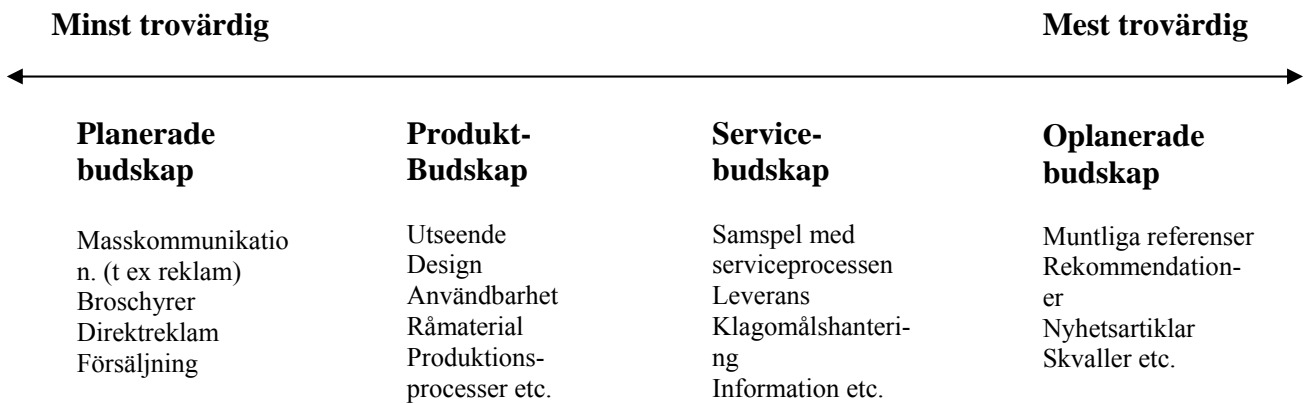 Minst trovärdig
Mest trovärdig
Planerade
budskap
Masskommunikatio
n. (t ex reklam)
Broschyrer
Direktreklam
Försäljning
Produkt-
Budskap
Utseende
Design
Användbarhet
Råmaterial
Produktions-
processer etc.
Service-
budskap
Samspel med
serviceprocessen
Leverans
Klagomålshanteri-
ng
Information etc.
Oplanerade
budskap
Muntliga referenser
Rekommendation-
er
Nyhetsartiklar
Skvaller etc.